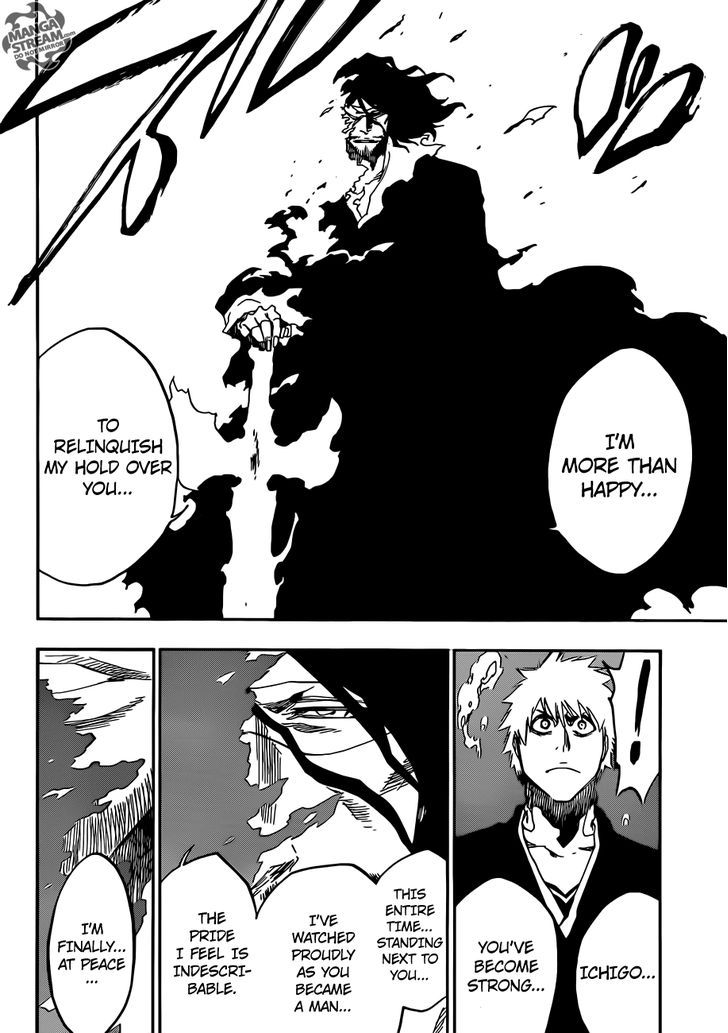 MANGA
STREAM.COM
DO NOT MIRROR
I'M
MORE THAN
HAPPY...
TO
RELINQUISH
MY HOLD OVER
YOU...
!
ICHIGO...
YOU'VE
BECOME
STRONG...
THIS
ENTIRE
TIME...
STANDING
NEXT TO
YOU...
I'VE
WATCHED
PROUDLY
AS YOU
BECAME
A MAN...
THE
PRIDE
I FEEL IS
INDESCRI-
BABLE.
I'M
FINALLY...
AT PEACE
...